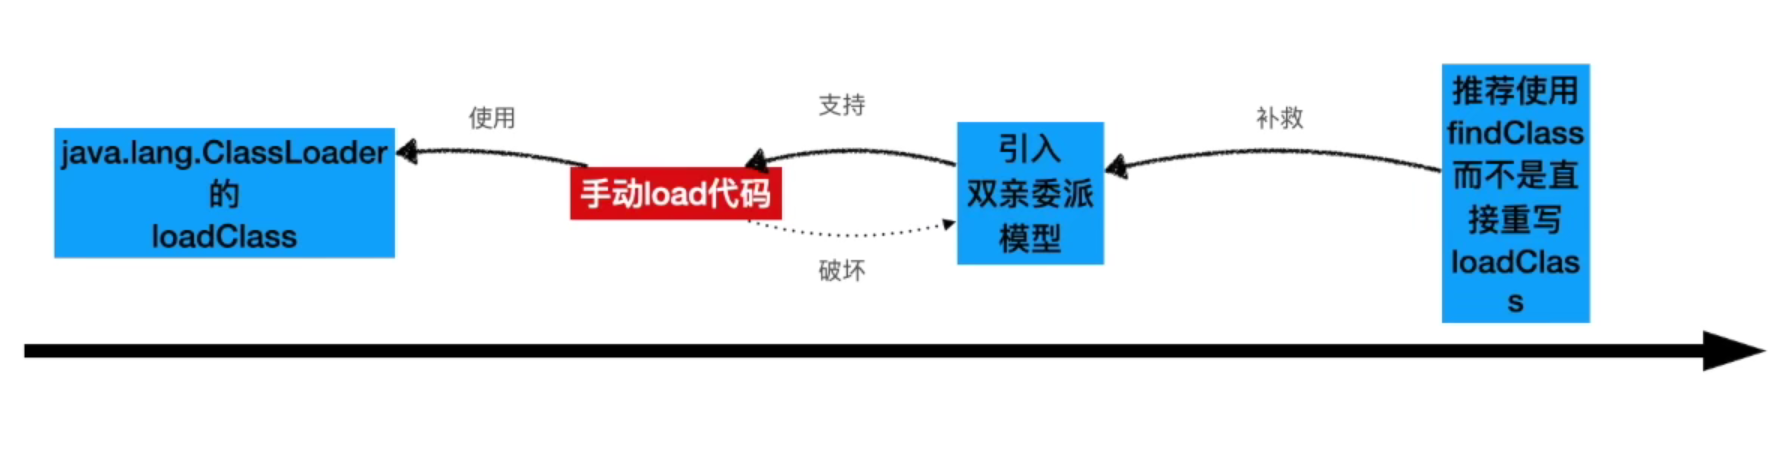 java.lang.ClassLoader
的
loadClass
使用
手动load代码
支持
破坏
引入
双亲委派
模型
补救
推荐使用
findClass
而不是直
接重写
loadClas
s